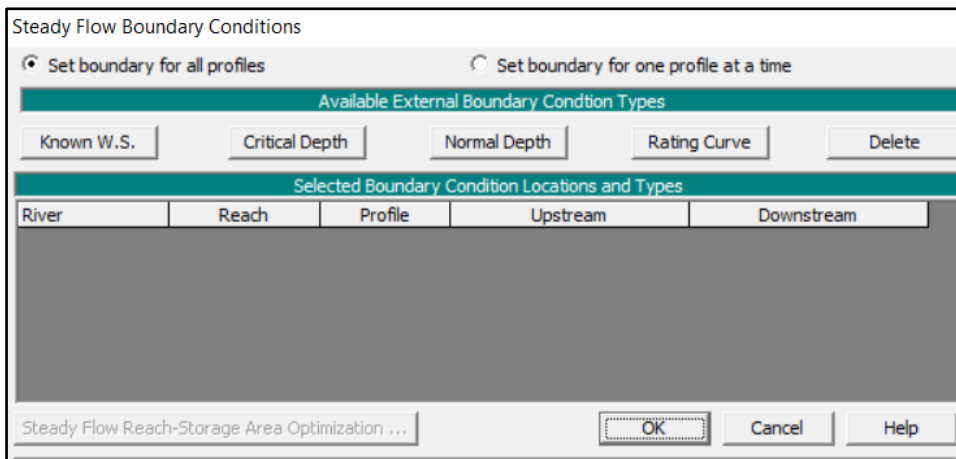 Steady Flow Boundary Conditions
Set boundary for all profiles Set boundary for one profile at a time
Available External Boundary Condtion Types
Known W.S. Critical Depth Normal Depth Rating Curve Delete
Selected Boundary Condition Locations and Types
River Reach Profile Upstream Downstream
Steady Flow Reach-Storage Area Optimization ... OK Cancel Help